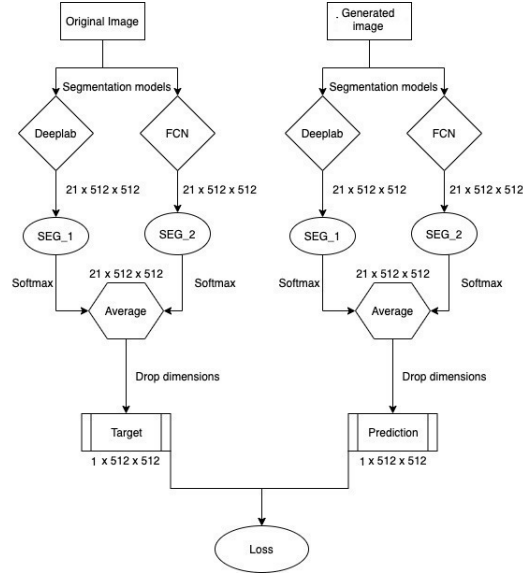 Original Image
. Generated
image
Segmentation models
Segmentation models
Deeplab
FCN
Deeplab
FCN
21 x 512 x 512
21 x 512 x 512
21 x 512 x 512
21 x 512 x 512
SEG_1
SEG_2
SEG_1
SEG_2
21 x 512 x 512
21 x 512 x 512
Softmax
Softmax
Softmax
Softmax
Average
Average
Drop dimensions
Drop dimensions
Target
Prediction
1 x 512 x 512
1 x 512 x 512
Loss